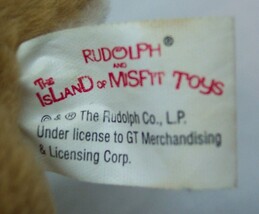 RUDOLPH®
AND
THE
ISLAND OF MISFIT TOYS
© & ® The Rudolph Co., L.P.
Under license to GT Merchandising
& Licensing Corp.